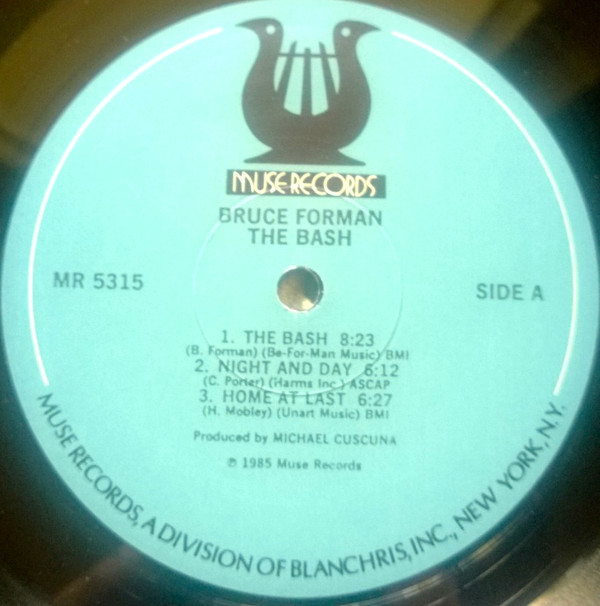 MUSE RECORDS
BRUCE FORMAN
THE BASH
MR 5315
SIDE A
1. THE BASH 8:23
(B. Forman) (Be-For-Man Music) BMI
2. NIGHT AND DAY 6:12
(C. Porter) (Harms Inc.) ASCAP
3. HOME AT LAST 6:27
(H. Mobley) (Unart Music) BMI
Produced by MICHAEL CUSCUNA
℗ 1985 Muse Records
MUSE RECORDS, A DIVISION OF BLANCHRIS, INC., NEW YORK, N.Y.